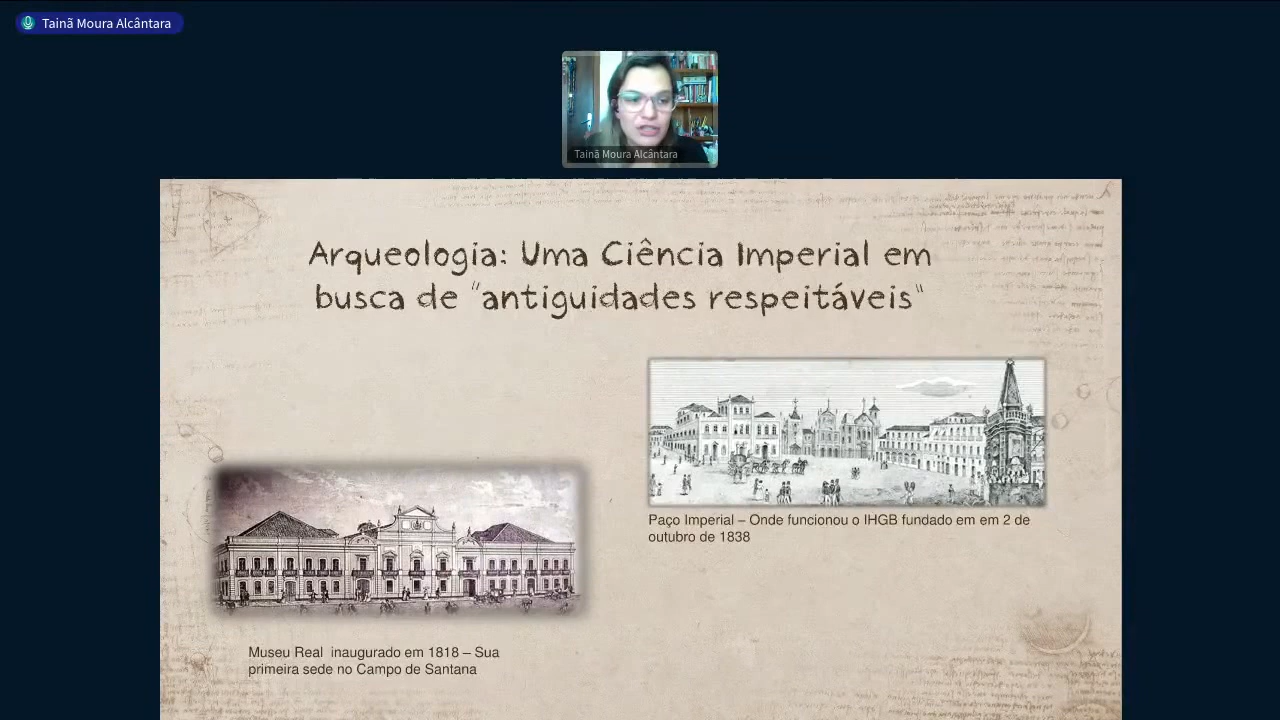 Tainã Moura Alcântara
Tainã Moura Alcântara
Arqueologia: Uma Ciência Imperial em
busca de "antiguidades respeitáveis"
Paço Imperial – Onde funcionou o IHGB fundado em em 2 de
outubro de 1838
Museu Real inaugurado em 1818 – Sua
primeira sede no Campo de Santana